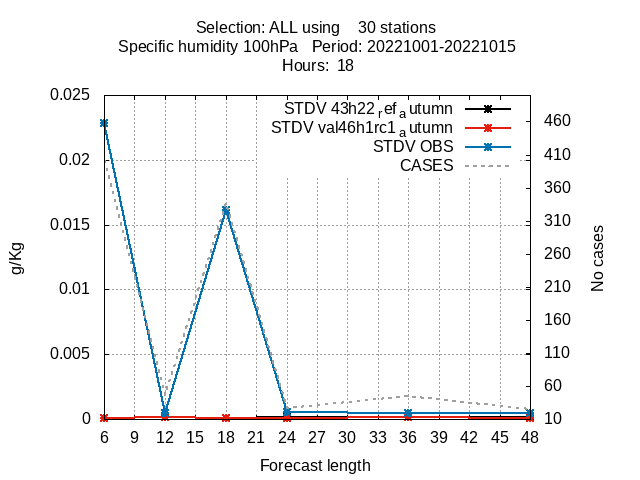 Selection: ALL using    30 stations
Specific humidity 100hPa   Period: 20221001-20221015
Hours:  18
STDV 43h22ref autumn
STDV val46h1rc1autumn
STDV OBS
CASES
0.025
0.02
0.015
0.01
0.005
0
g/Kg
460
410
360
310
260
210
160
110
60
10
No cases
6 9 12 15 18 21 24 27 30 33 36 39 42 45 48
Forecast length